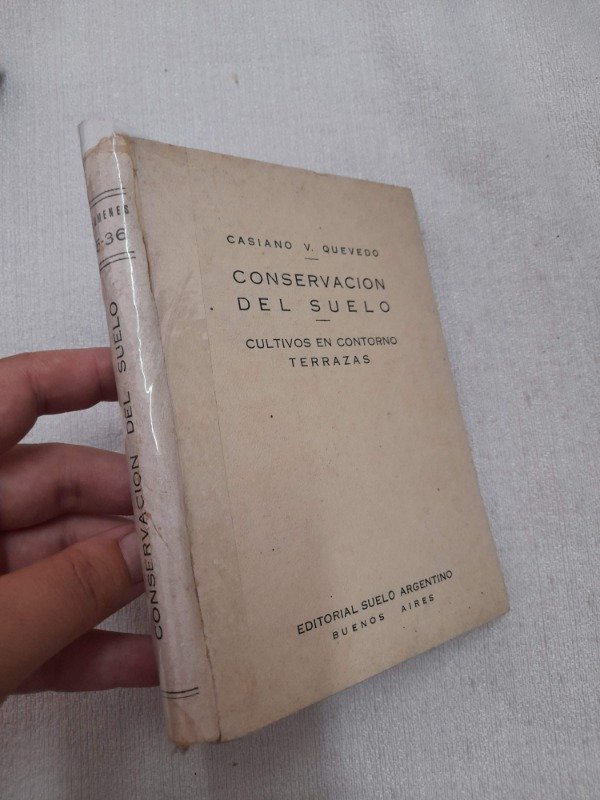 CASIANO V. QUEVEDO
CONSERVACION
DEL SUELO
CULTIVOS EN CONTORNO
TERRAZAS
EDITORIAL SUELO ARGENTINO
BUENOS AIRES
CONSERVACION DEL SUELO